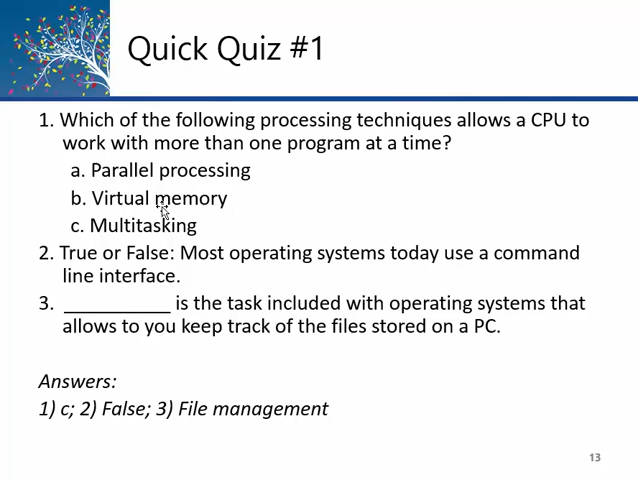 Quick Quiz #1
1. Which of the following processing techniques allows a CPU to
work with more than one program at a time?
a. Parallel processing
b. Virtual memory
c. Multitasking
2. True or False: Most operating systems today use a command
line interface.
3. __________ is the task included with operating systems that
allows to you keep track of the files stored on a PC.
Answers:
1) c; 2) False; 3) File management
13